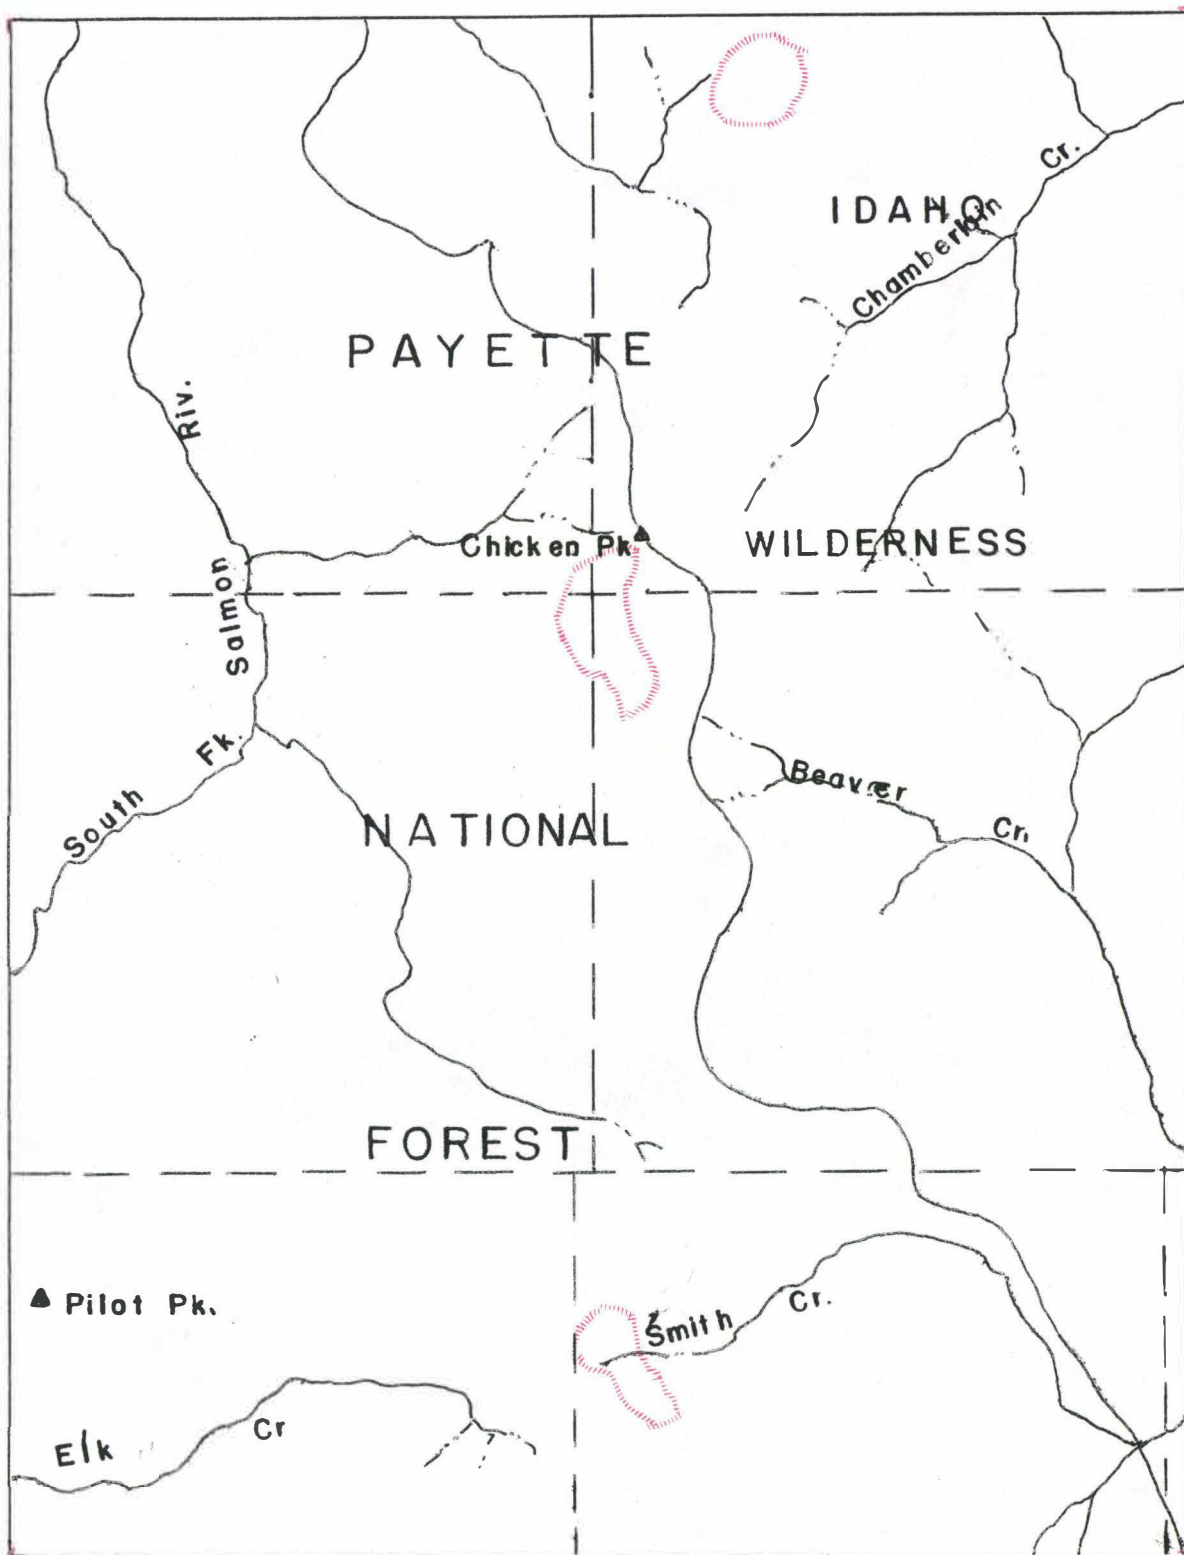 Cr.
IDAHO
Chamberlain
PAYETTE
Riv.
Chicken Pk.
WILDERNESS
Salmon
Fk.
South
Beaver
Cr.
NATIONAL
FOREST
Pilot Pk.
Smith
Cr.
Elk
Cr